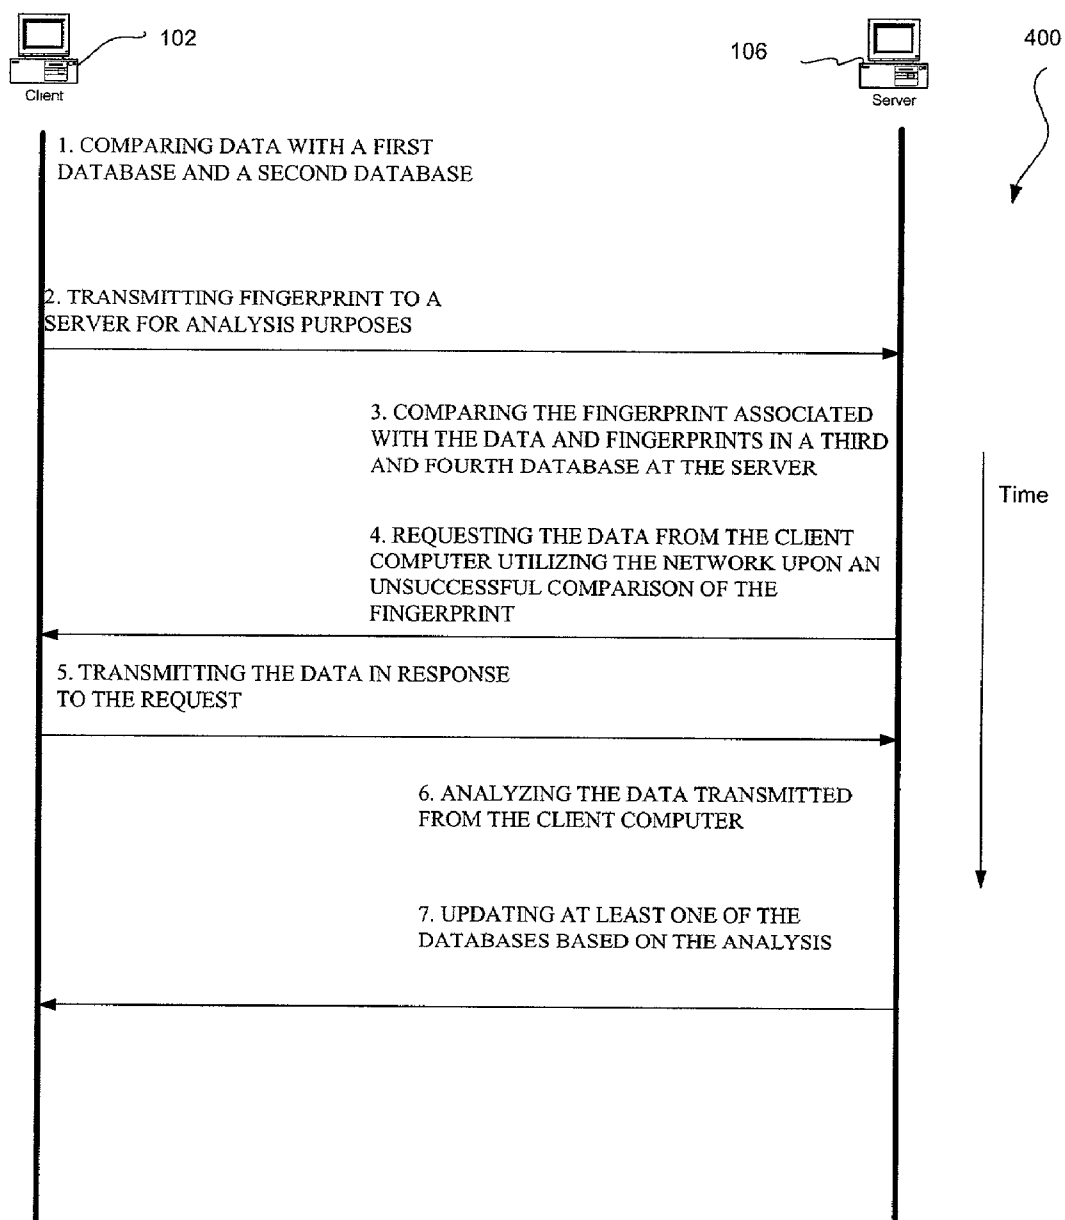 102
106
400
Client
Server
1. COMPARING DATA WITH A FIRST
DATABASE AND A SECOND DATABASE
2. TRANSMITTING FINGERPRINT TO A
SERVER FOR ANALYSIS PURPOSES
3. COMPARING THE FINGERPRINT ASSOCIATED
WITH THE DATA AND FINGERPRINTS IN A THIRD
AND FOURTH DATABASE AT THE SERVER
Time
4. REQUESTING THE DATA FROM THE CLIENT
COMPUTER UTILIZING THE NETWORK UPON AN
UNSUCCESSFUL COMPARISON OF THE
FINGERPRINT
5. TRANSMITTING THE DATA IN RESPONSE
TO THE REQUEST
6. ANALYZING THE DATA TRANSMITTED
FROM THE CLIENT COMPUTER
7. UPDATING AT LEAST ONE OF THE
DATABASES BASED ON THE ANALYSIS